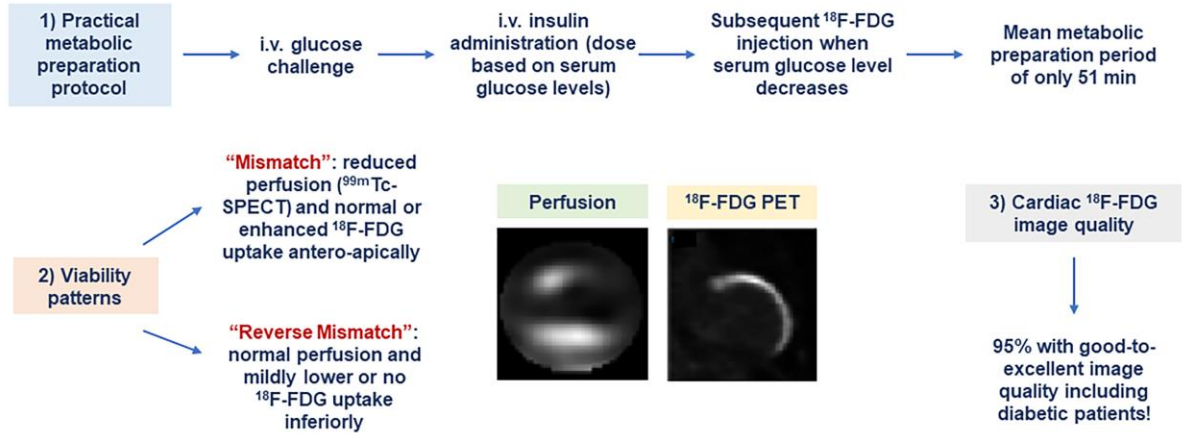 1) Practical
metabolic
preparation
protocol
i.v. glucose
challenge
i.v. insulin
administration (dose
based on serum
glucose levels)
Subsequent ¹⁸F-FDG
injection when
serum glucose level
decreases
Mean metabolic
preparation period
of only 51 min
2) Viability
patterns
“Mismatch”: reduced
perfusion (⁹⁹ᵐTc-
SPECT) and normal or
enhanced ¹⁸F-FDG
uptake antero-apically
“Reverse Mismatch”:
normal perfusion and
mildly lower or no
¹⁸F-FDG uptake
inferiorly
Perfusion
¹⁸F-FDG PET
3) Cardiac ¹⁸F-FDG
image quality
95% with good-to-
excellent image
quality including
diabetic patients!